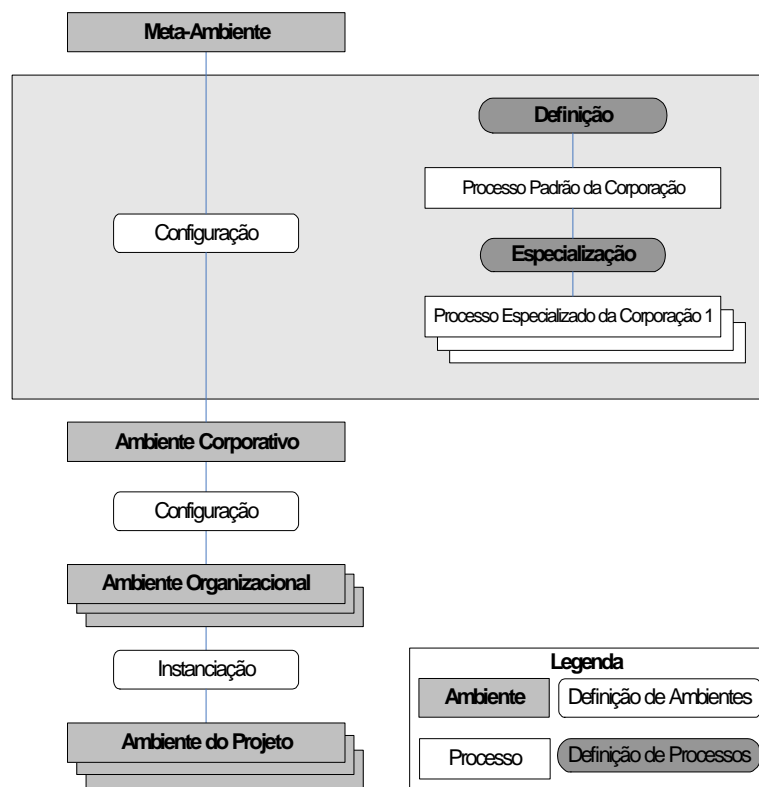 Meta-Ambiente
Definição
Processo Padrão da Corporação
Configuração
Especialização
Processo Especializado da Corporação 1
Ambiente Corporativo
Configuração
Ambiente Organizacional
Instanciação
Ambiente do Projeto
Legenda
Ambiente
Definição de Ambientes
Processo
Definição de Processos